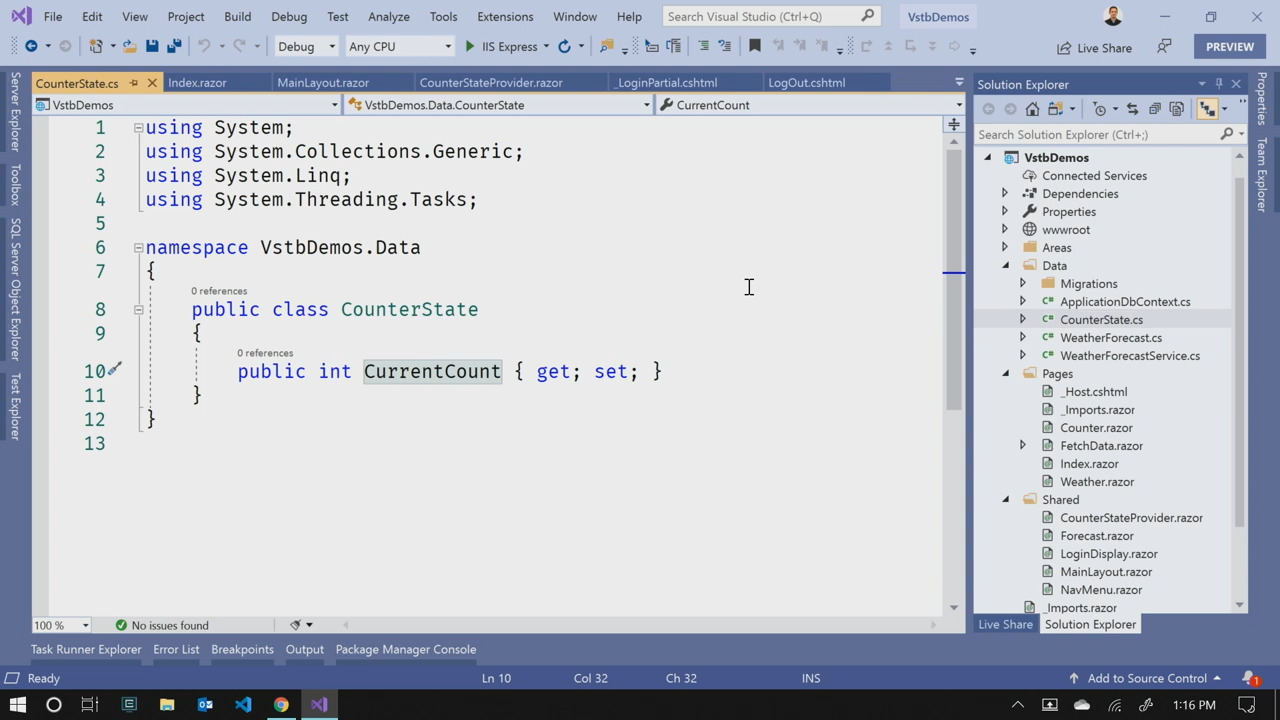 File Edit View Project Build Debug Test Analyze Tools Extensions Window Help Search Visual Studio (Ctrl+Q) VstbDemos
Debug Any CPU IIS Express Live Share PREVIEW
CounterState.cs Index.razor MainLayout.razor CounterStateProvider.razor _LoginPartial.cshtml LogOut.cshtml
VstbDemos VstbDemos.Data.CounterState CurrentCount
Server Explorer
Toolbox
SQL Server Object Explorer
Test Explorer
1 using System;
2 using System.Collections.Generic;
3 using System.Linq;
4 using System.Threading.Tasks;
5
6 namespace VstbDemos.Data
7 {
0 references
8 public class CounterState
9 {
0 references
10 public int CurrentCount { get; set; }
11 }
12 }
13
100 % No issues found
Solution Explorer
Search Solution Explorer (Ctrl+;)
VstbDemos
Connected Services
Dependencies
Properties
wwwroot
Areas
Data
Migrations
ApplicationDbContext.cs
CounterState.cs
WeatherForecast.cs
WeatherForecastService.cs
Pages
_Host.cshtml
_Imports.razor
Counter.razor
FetchData.razor
Index.razor
Weather.razor
Shared
CounterStateProvider.razor
Forecast.razor
LoginDisplay.razor
MainLayout.razor
NavMenu.razor
_Imports.razor
Live Share Solution Explorer
Properties
Team Explorer
Task Runner Explorer Error List Breakpoints Output Package Manager Console
Ready Ln 10 Col 32 Ch 32 INS Add to Source Control 1
1:16 PM